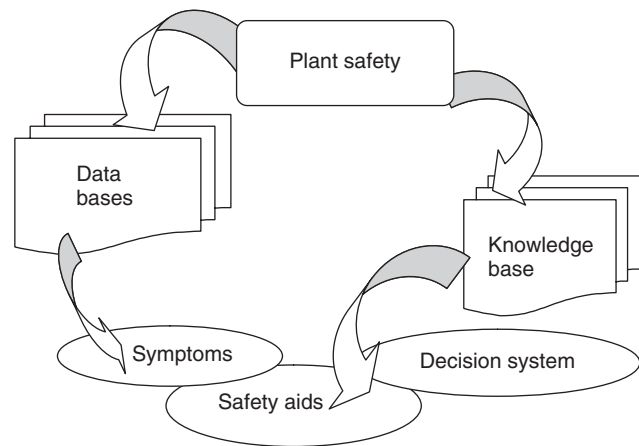 Plant safety
Data
bases
Knowledge
base
Symptoms
Decision system
Safety aids